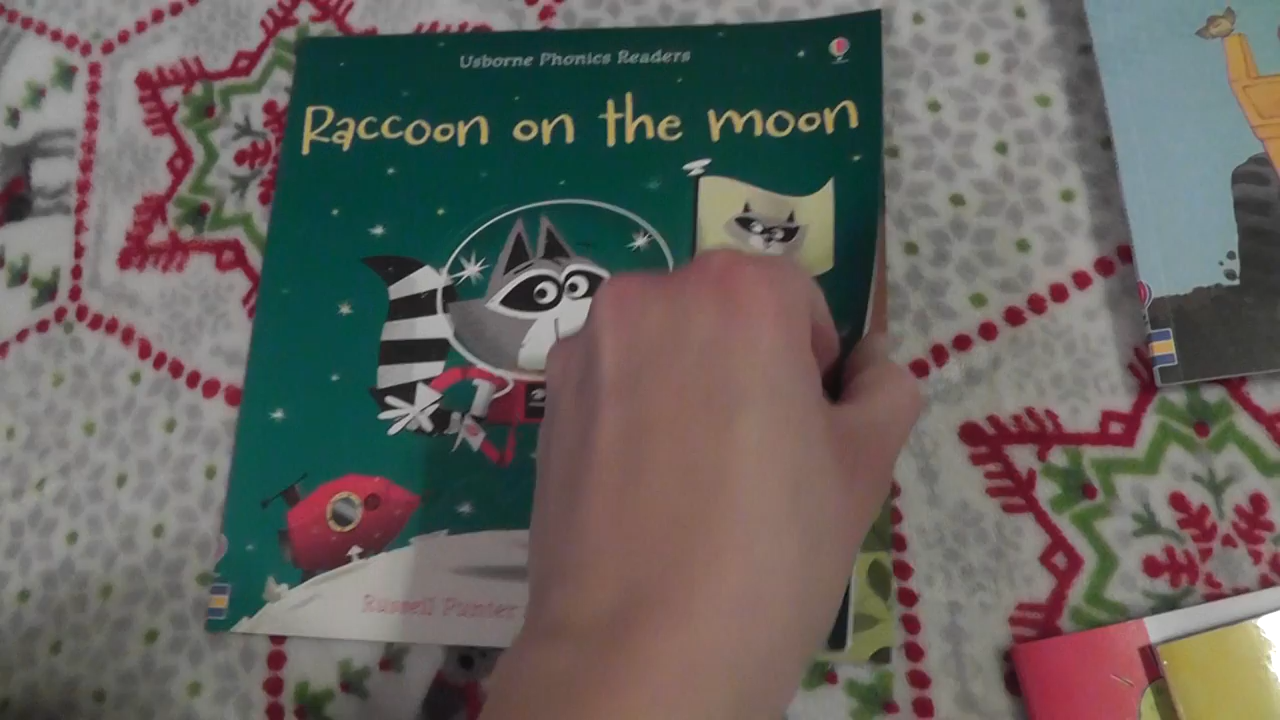 Usborne Phonics Readers
Raccoon on the moon
Russell Punter